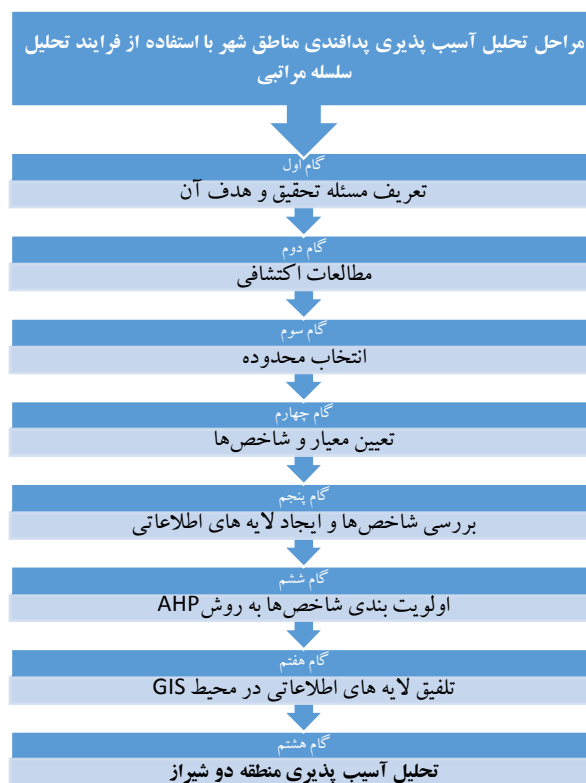 مراحل تحلیل آسیب پذیری پدافندی مناطق شهر با استفاده از فرایند تحلیل
سلسله مراتبی
گام اول
تعریف مسئله تحقیق و هدف آن
گام دوم
مطالعات اکتشافی
گام سوم
انتخاب محدوده
گام چهارم
تعیین معیار و شاخص‌ها
گام پنجم
بررسی شاخص‌ها و ایجاد لایه های اطلاعاتی
گام ششم
اولویت بندی شاخص‌ها به روش AHP
گام هفتم
تلفیق لایه های اطلاعاتی در محیط GIS
گام هشتم
تحلیل آسیب پذیری منطقه دو شیراز